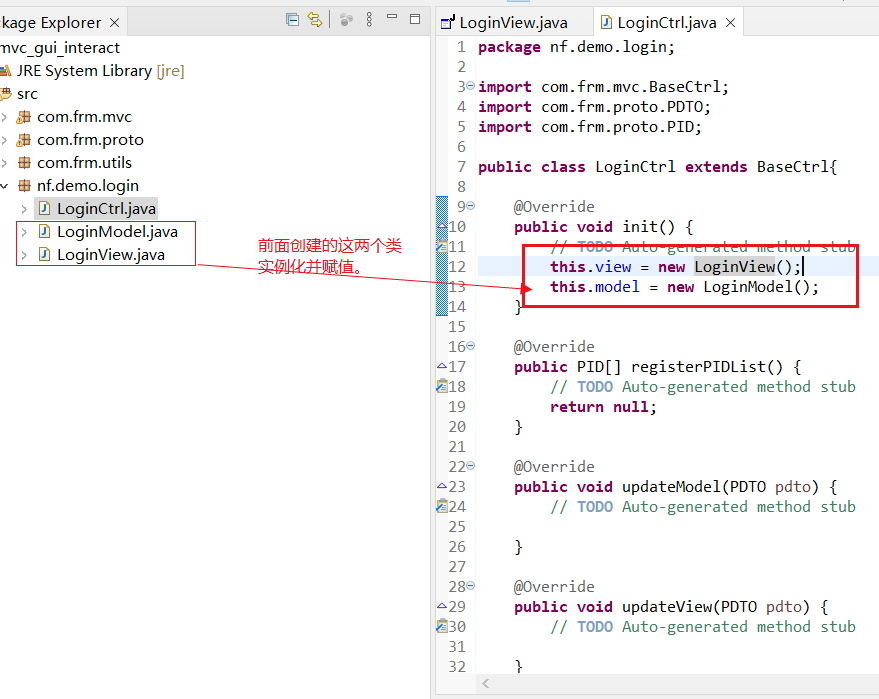 kage Explorer
mvc_gui_interact
JRE System Library [jre]
src
com.frm.mvc
com.frm.proto
com.frm.utils
nf.demo.login
LoginCtrl.java
LoginModel.java
LoginView.java
前面创建的这两个类
实例化并赋值。
LoginView.java
LoginCtrl.java
1 package nf.demo.login;
2
3 import com.frm.mvc.BaseCtrl;
4 import com.frm.proto.PDTO;
5 import com.frm.proto.PID;
6
7 public class LoginCtrl extends BaseCtrl{
8
9 @Override
10 public void init() {
11 // TODO Auto-generated method stub
12 this.view = new LoginView();
13 this.model = new LoginModel();
14 }
15
16 @Override
17 public PID[] registerPIDList() {
18 // TODO Auto-generated method stub
19 return null;
20 }
21
22 @Override
23 public void updateModel(PDTO pdto) {
24 // TODO Auto-generated method stub
25
26 }
27
28 @Override
29 public void updateView(PDTO pdto) {
30 // TODO Auto-generated method stub
31
32 }